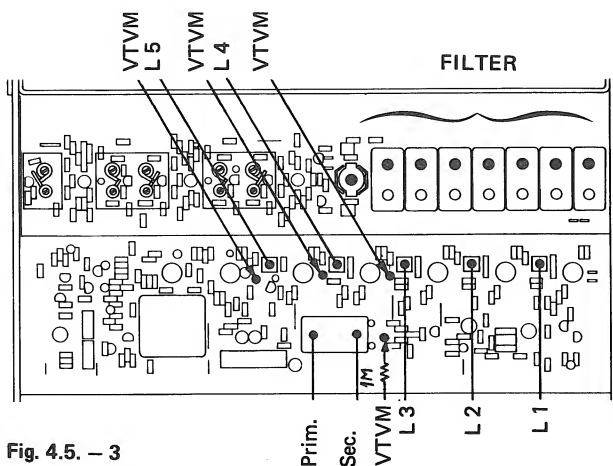 VTVM
L 5
VTVM
L 4
VTVM
FILTER
Prim.
Sec.
1M
VTVM
L 3
L 2
L 1
Fig. 4.5. – 3